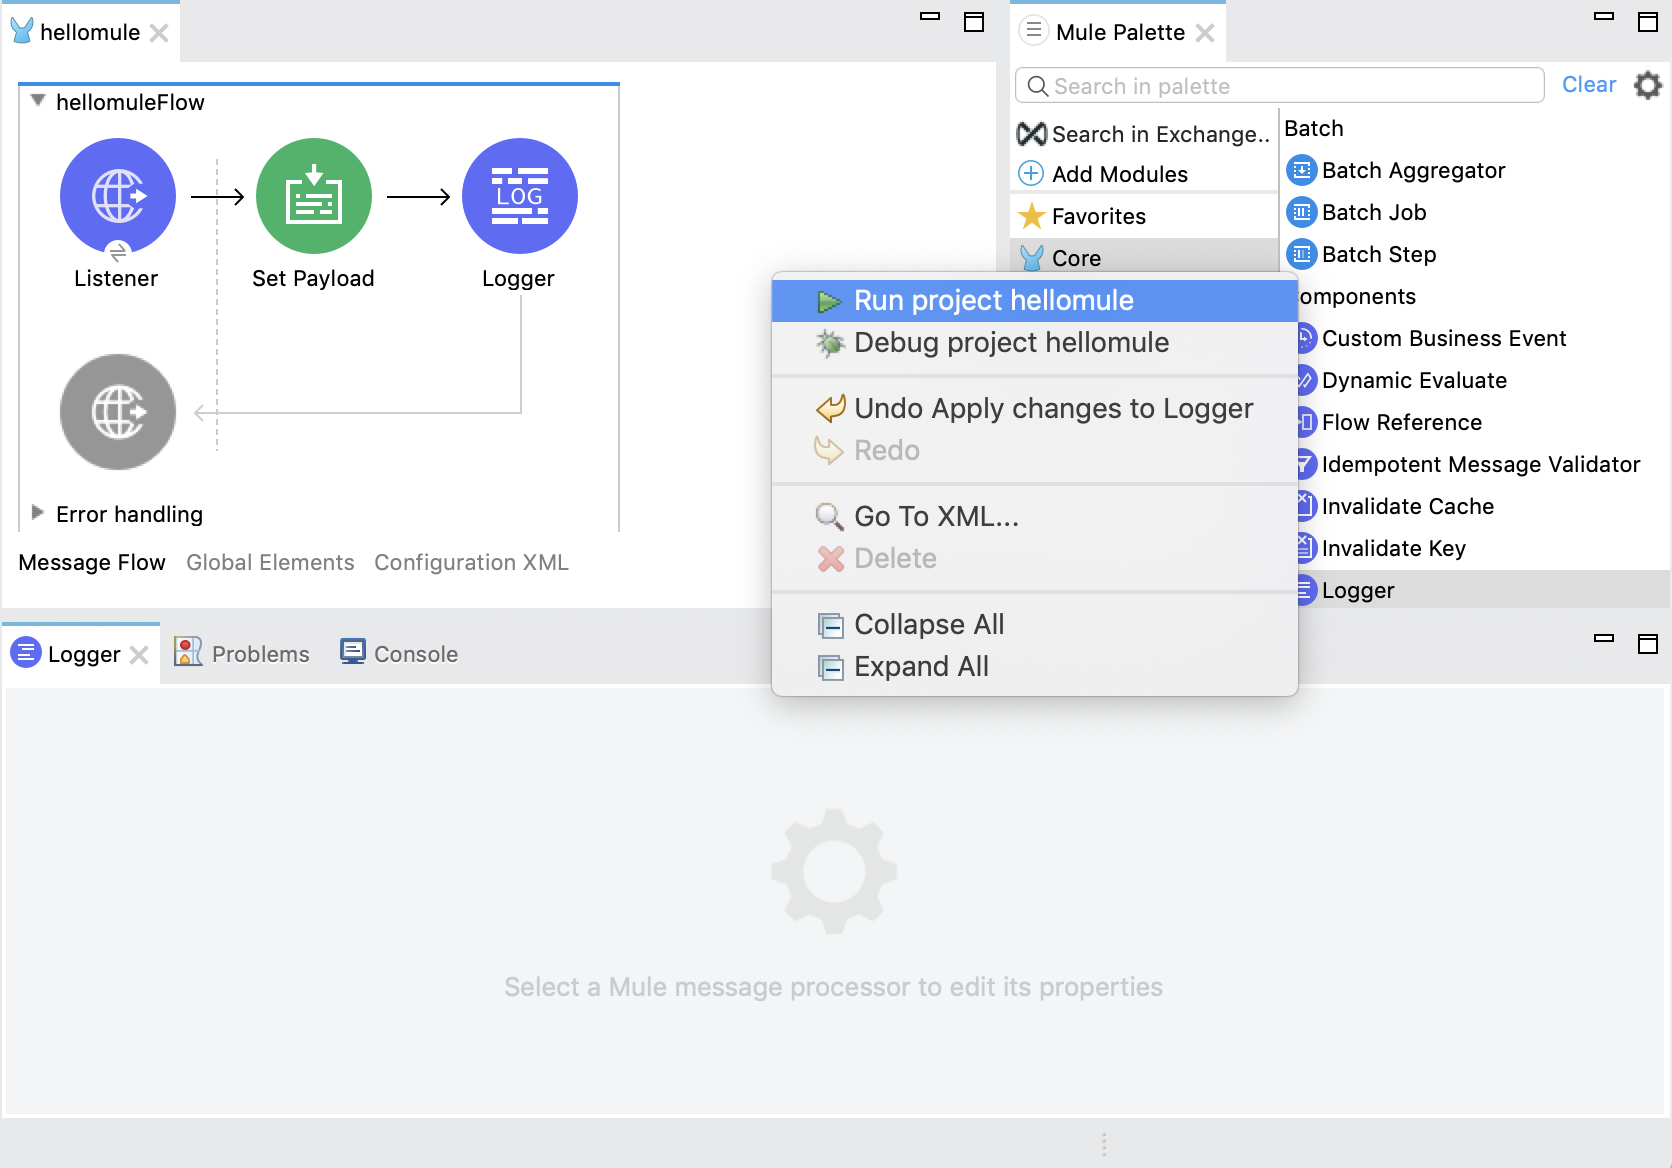 hellomule
hellomuleFlow
LOG
Listener
Set Payload
Logger
Error handling
Message Flow
Global Elements
Configuration XML
Mule Palette
Search in palette
Clear
Search in Exchange..
Add Modules
Favorites
Core
Batch
Batch Aggregator
Batch Job
Batch Step
omponents
Custom Business Event
Dynamic Evaluate
Flow Reference
Idempotent Message Validator
Invalidate Cache
Invalidate Key
Logger
Run project hellomule
Debug project hellomule
Undo Apply changes to Logger
Redo
Go To XML...
Delete
Collapse All
Expand All
Logger
Problems
Console
Select a Mule message processor to edit its properties